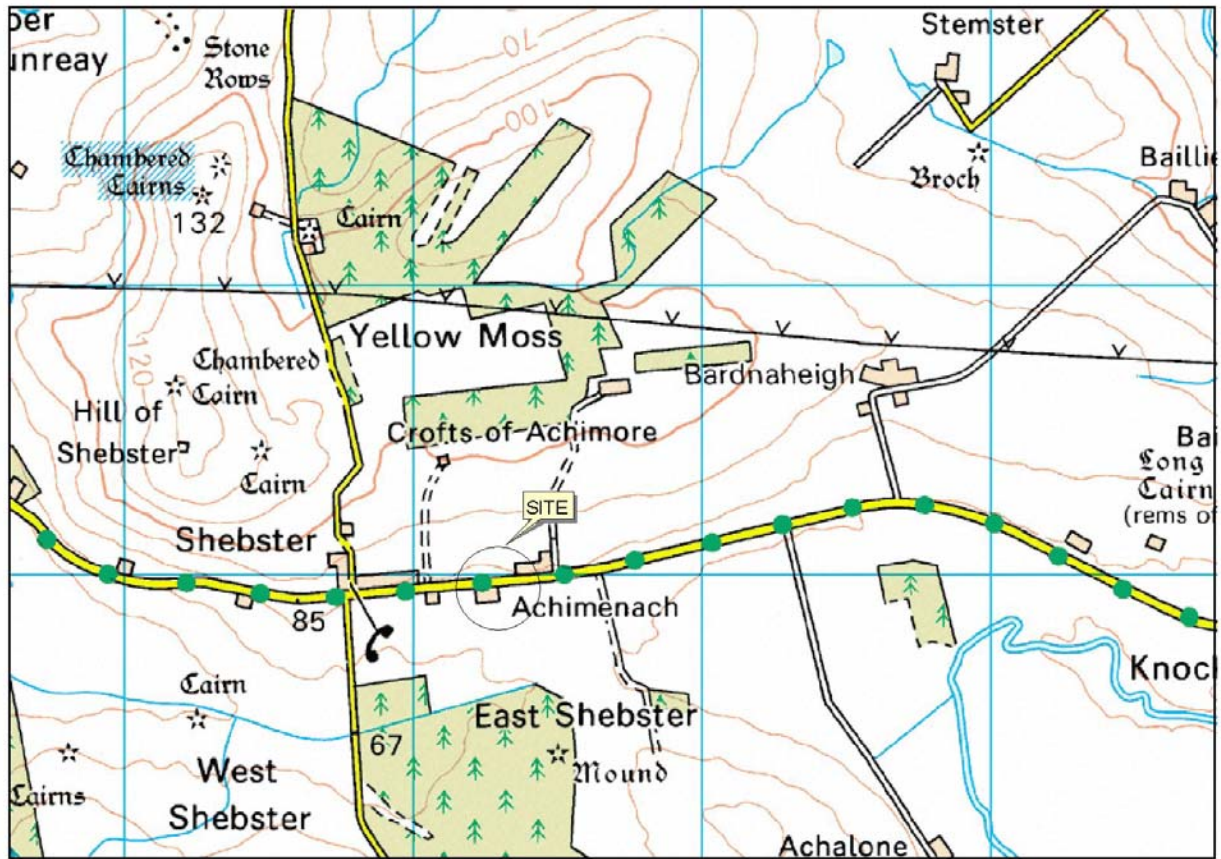 per
unreay
Stone
Rows
70
Stemster
100
Chambered
Cairns
132
Cairn
Broch
Baillie
Yellow Moss
120
Chambered
Cairn
Hill of
Shebster
Bardnaheigh
Crofts of Achimore
Cairn
Bai
Long
Cairn
(rems of
SITE
Shebster
85
Achimenach
Cairn
Knoc
East Shebster
67
Mound
West
Shebster
Cairns
Achalone